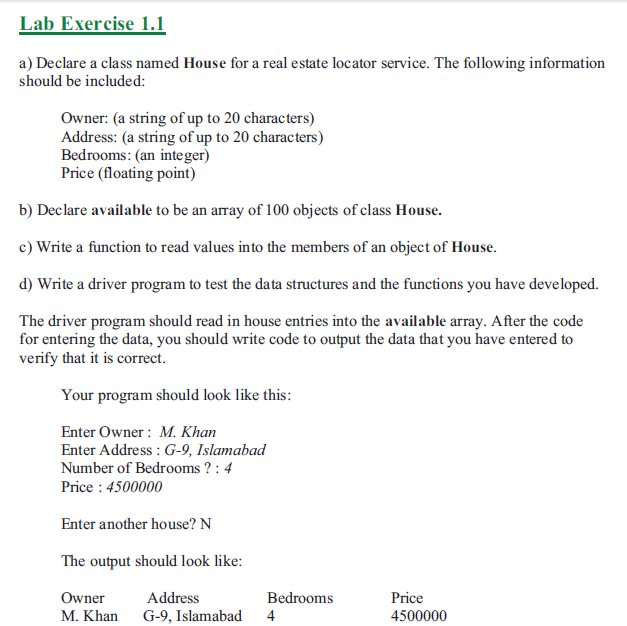 Lab Exercise 1.1
a) Declare a class named House for a real estate locator service. The following information
should be included:
Owner: (a string of up to 20 characters)
Address: (a string of up to 20 characters)
Bedrooms: (an integer)
Price (floating point)
b) Declare available to be an array of 100 objects of class House.
c) Write a function to read values into the members of an object of House.
d) Write a driver program to test the data structures and the functions you have developed.
The driver program should read in house entries into the available array. After the code
for entering the data, you should write code to output the data that you have entered to
verify that it is correct.
Your program should look like this:
Enter Owner : M. Khan
Enter Address : G-9, Islamabad
Number of Bedrooms ? : 4
Price : 4500000
Enter another house? N
The output should look like:
Owner Address Bedrooms Price
M. Khan G-9, Islamabad 4 4500000